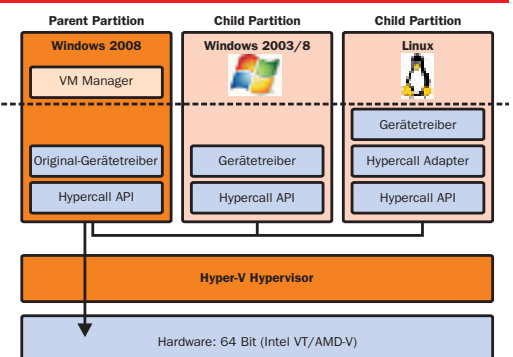 Parent Partition
Child Partition
Child Partition
Windows 2008
Windows 2003/8
Linux
VM Manager
Gerätetreiber
Original-Gerätetreiber
Gerätetreiber
Hypercall Adapter
Hypercall API
Hypercall API
Hypercall API
Hyper-V Hypervisor
Hardware: 64 Bit (Intel VT/AMD-V)